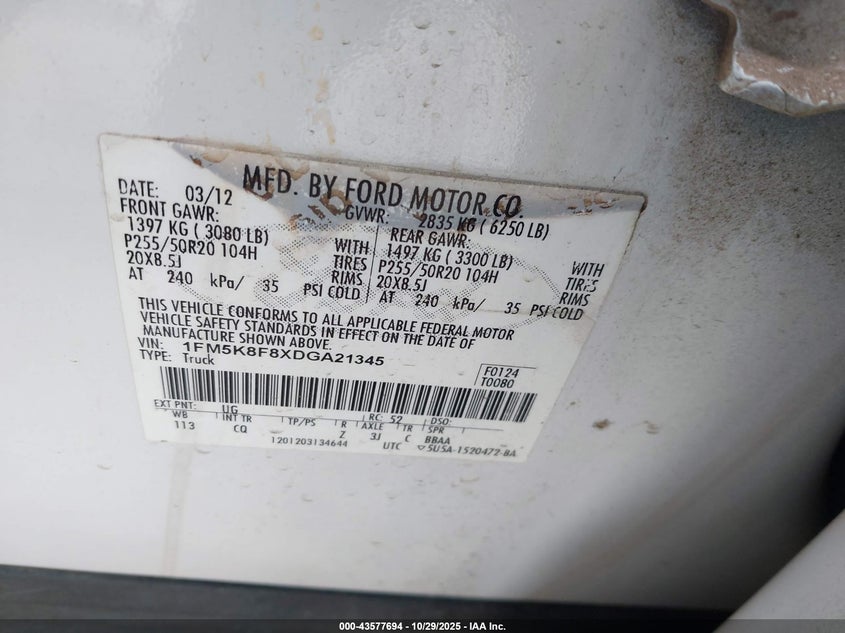 MFD. BY FORD MOTOR CO.
DATE: 03/12
GVWR: 2835 KG ( 6250 LB)
FRONT GAWR:
REAR GAWR:
1397 KG ( 3080 LB) WITH
1497 KG ( 3300 LB) WITH
P255/50R20 104H TIRES
P255/50R20 104H TIRES
20X8.5J RIMS
20X8.5J RIMS
AT 240 kPa/ 35 PSI COLD
AT 240 kPa/ 35 PSI COLD
THIS VEHICLE CONFORMS TO ALL APPLICABLE FEDERAL MOTOR
VEHICLE SAFETY STANDARDS IN EFFECT ON THE DATE OF
MANUFACTURE SHOWN ABOVE.
VIN: 1FM5K8F8XDGA21345
TYPE: Truck
F0124
T0080
EXT PNT: UG RC: 52 DSO:
WB INT TR TP/PS R AXLE TR SPR
113 CQ Z 3J C BBAA
1201203134644 UTC 5U5A-1520472-BA
000-43577694 | 10/29/2025 | IAA Inc.